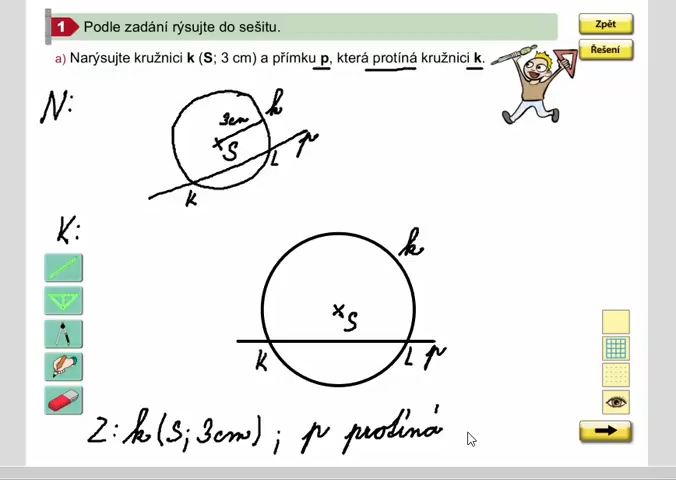 1 Podle zadání rýsujte do sešitu.
Zpět
Řešení
a) Narýsujte kružnici k (S; 3 cm) a přímku p, která protíná kružnici k.
N:
3cm
k
S
L
p
K
K:
k
S
K
L
p
Z: k(S; 3cm) ; p protíná